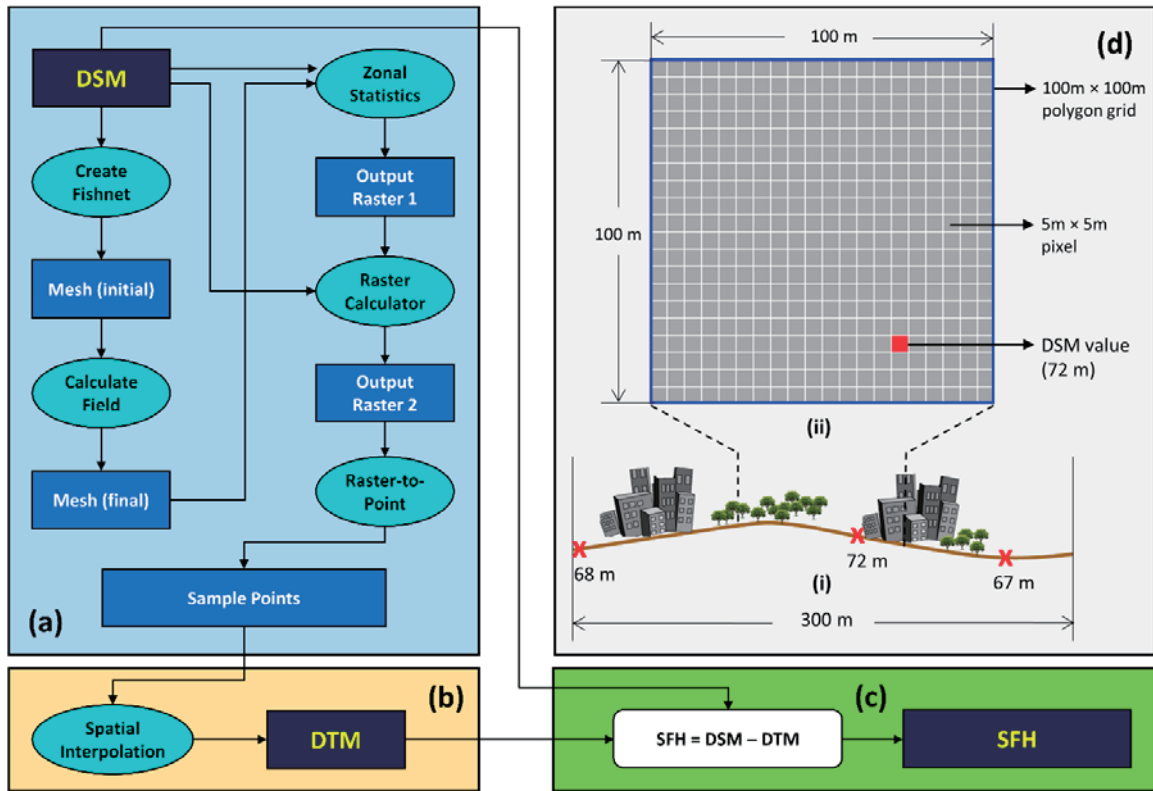 DSM
Zonal
Statistics
Create
Fishnet
Output
Raster 1
Mesh (initial)
Raster
Calculator
Calculate
Field
Output
Raster 2
Mesh (final)
Raster-to-
Point
Sample Points
(a)
Spatial
Interpolation
DTM
(b)
SFH = DSM – DTM
SFH
(c)
100 m
(d)
100m × 100m
polygon grid
100 m
5m × 5m
pixel
DSM value
(72 m)
(ii)
68 m
72 m
67 m
(i)
300 m